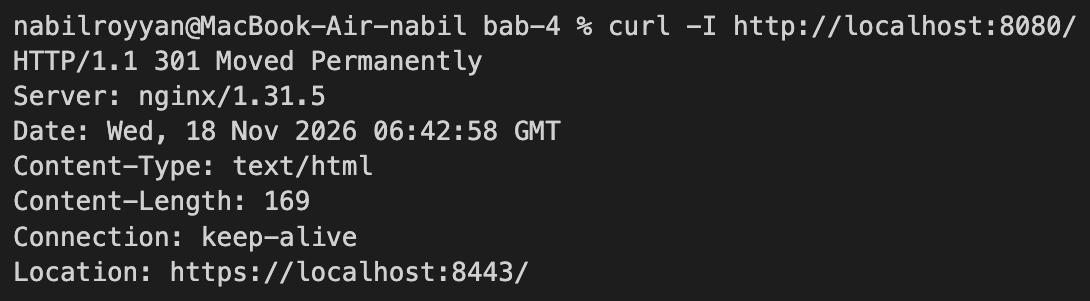 nabilroyyan@MacBook-Air-nabil bab-4 % curl -I http://localhost:8080/
HTTP/1.1 301 Moved Permanently
Server: nginx/1.31.5
Date: Wed, 18 Nov 2026 06:42:58 GMT
Content-Type: text/html
Content-Length: 169
Connection: keep-alive
Location: https://localhost:8443/